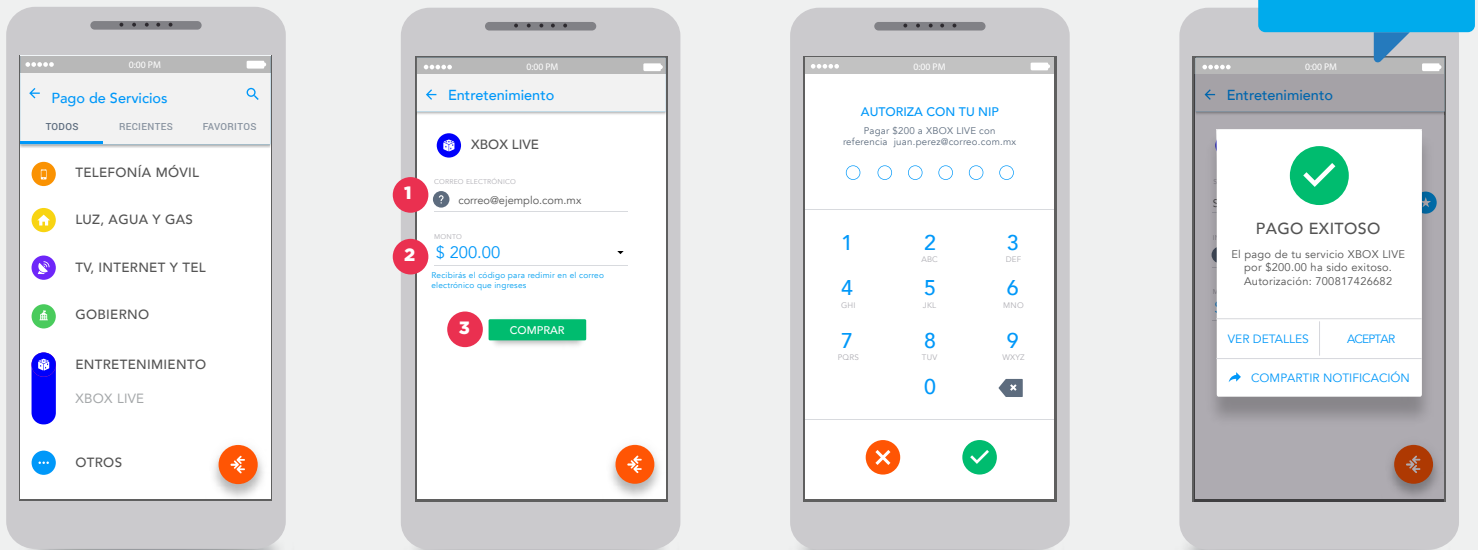 0:00 PM
Pago de Servicios
TODOS RECIENTES FAVORITOS
TELEFONÍA MÓVIL
LUZ, AGUA Y GAS
TV, INTERNET Y TEL
GOBIERNO
ENTRETENIMIENTO
XBOX LIVE
OTROS
0:00 PM
Entretenimiento
XBOX LIVE
CORREO ELECTRÓNICO
1
? correo@ejemplo.com.mx
MONTO
2
$ 200.00
Recibirás el código para redimir en el correo
electrónico que ingreses
3 COMPRAR
0:00 PM
AUTORIZA CON TU NIP
Pagar $200 a XBOX LIVE con
referencia juan.perez@correo.com.mx
1 2 3
ABC DEF
4 5 6
GHI JKL MNO
7 8 9
PQRS TUV WXYZ
0
0:00 PM
Entretenimiento
PAGO EXITOSO
El pago de tu servicio XBOX LIVE
por $200.00 ha sido exitoso.
Autorización: 700817426682
VER DETALLES ACEPTAR
COMPARTIR NOTIFICACIÓN